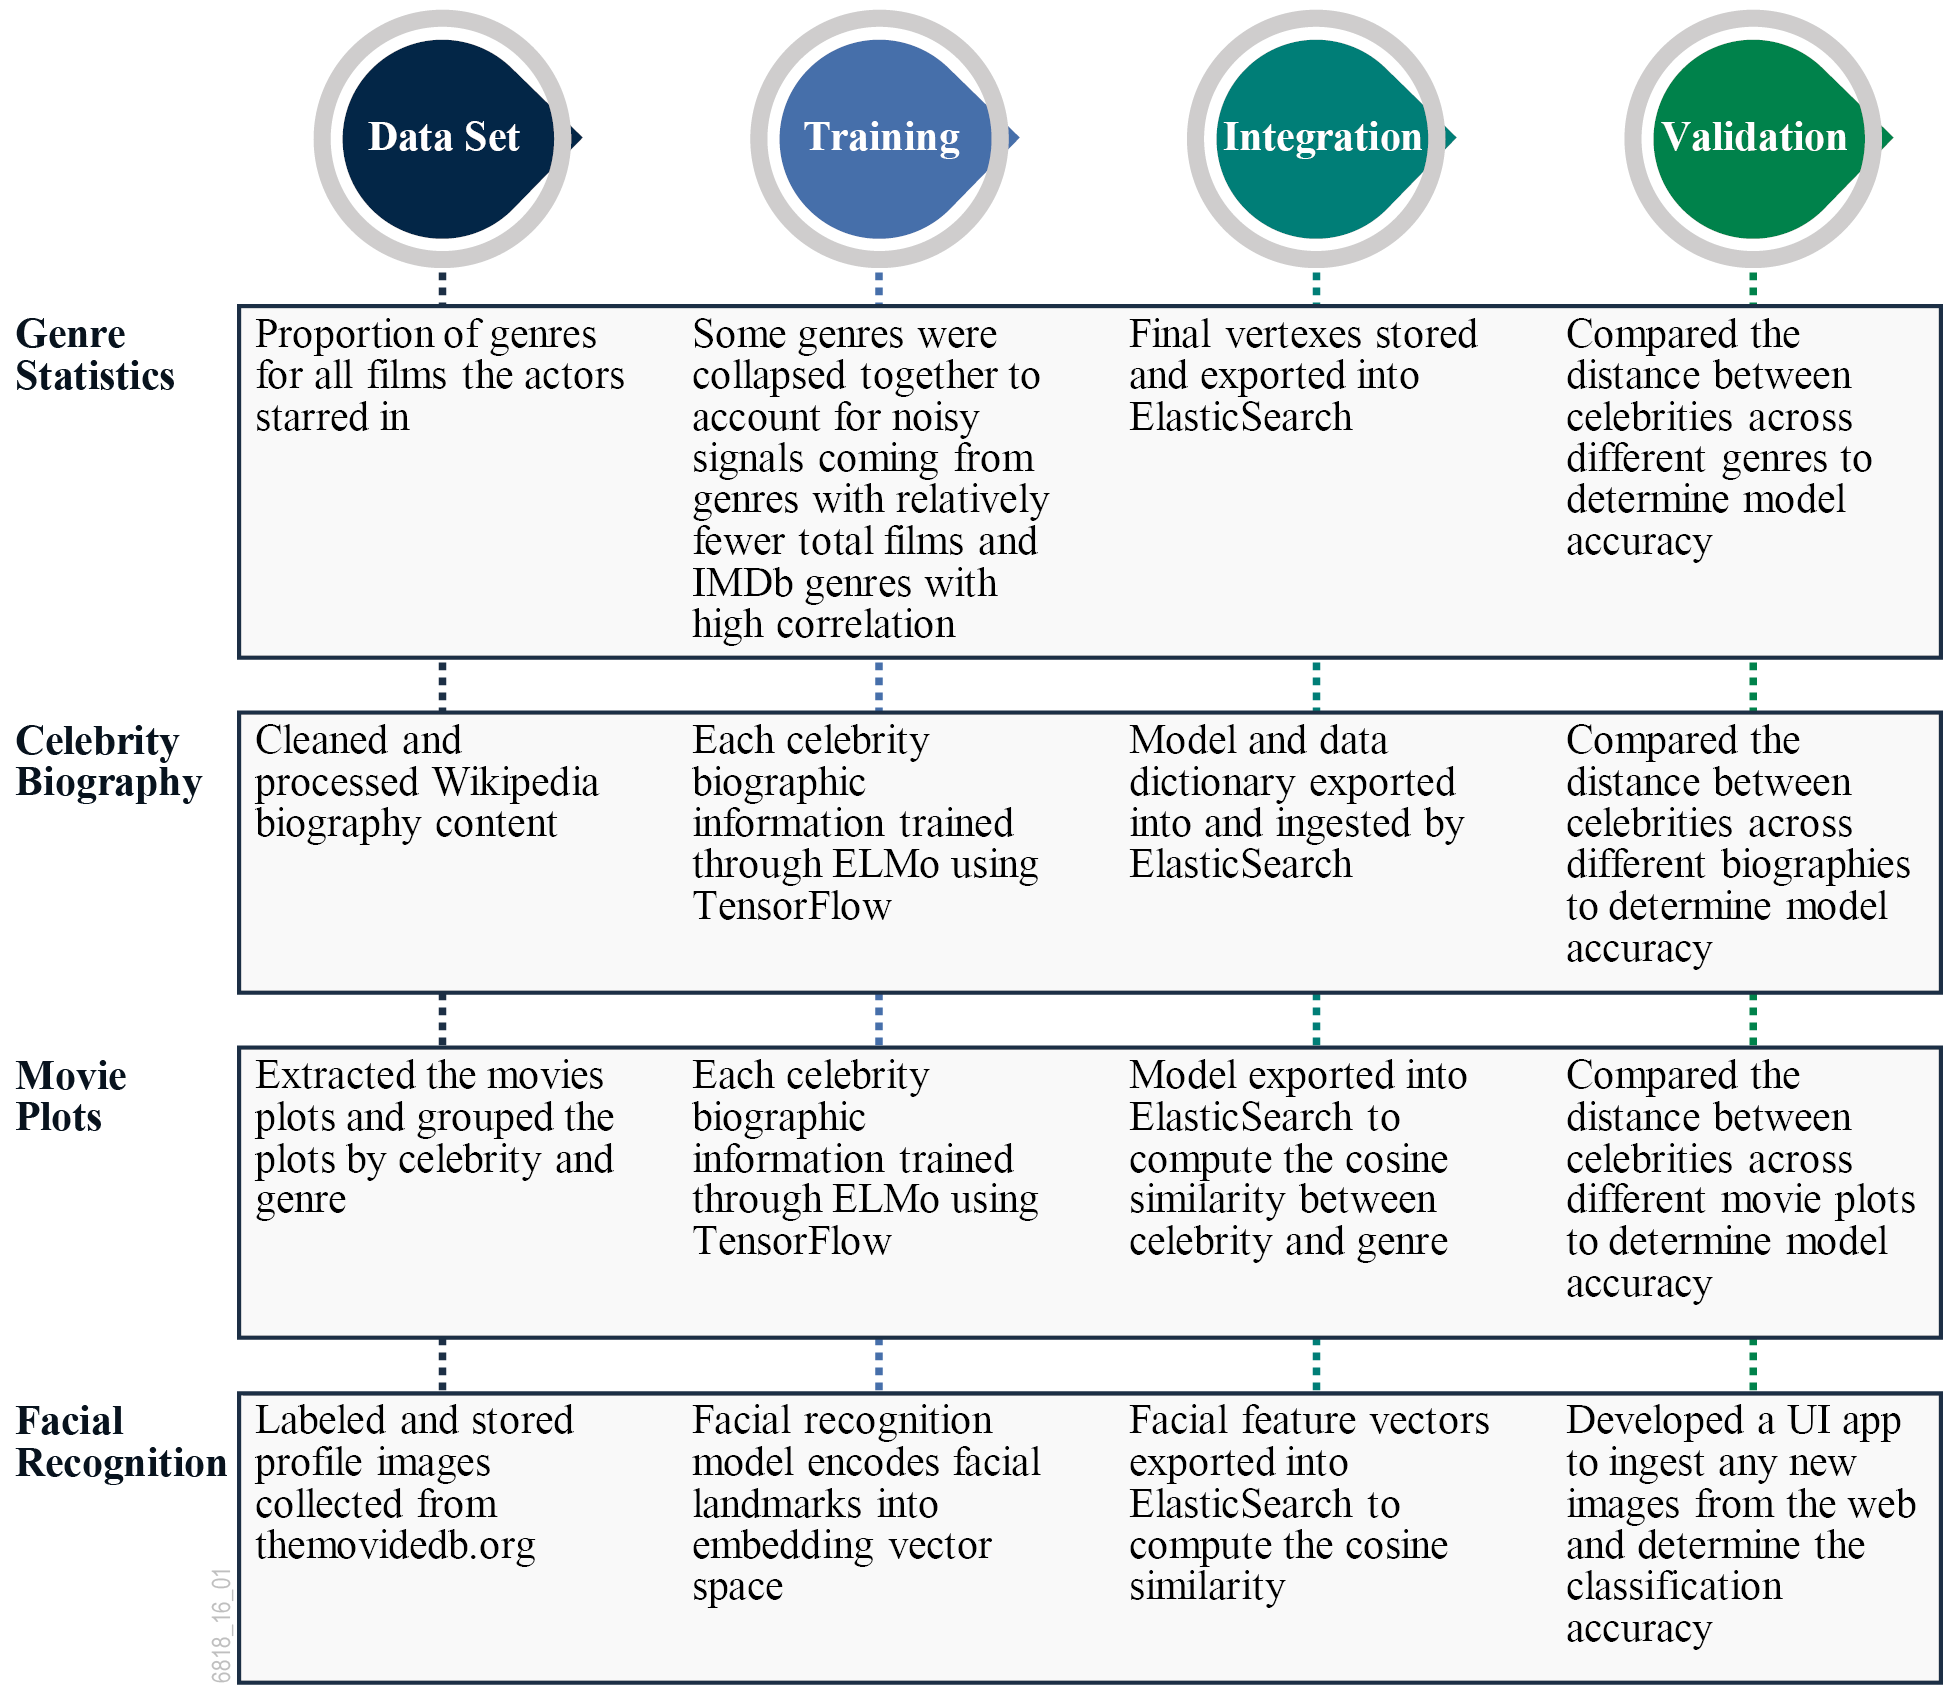 Data Set
Training
Integration
Validation
Genre
Statistics
Proportion of genres
for all films the actors
starred in
Some genres were
collapsed together to
account for noisy
signals coming from
genres with relatively
fewer total films and
IMDb genres with
high correlation
Final vertexes stored
and exported into
ElasticSearch
Compared the
distance between
celebrities across
different genres to
determine model
accuracy
Celebrity
Biography
Cleaned and
processed Wikipedia
biography content
Each celebrity
biographic
information trained
through ELMo using
TensorFlow
Model and data
dictionary exported
into and ingested by
ElasticSearch
Compared the
distance between
celebrities across
different biographies
to determine model
accuracy
Movie
Plots
Extracted the movies
plots and grouped the
plots by celebrity and
genre
Each celebrity
biographic
information trained
through ELMo using
TensorFlow
Model exported into
ElasticSearch to
compute the cosine
similarity between
celebrity and genre
Compared the
distance between
celebrities across
different movie plots
to determine model
accuracy
Facial
Recognition
Labeled and stored
profile images
collected from
themovidedb.org
Facial recognition
model encodes facial
landmarks into
embedding vector
space
Facial feature vectors
exported into
ElasticSearch to
compute the cosine
similarity
Developed a UI app
to ingest any new
images from the web
and determine the
classification
accuracy
6818_16_01